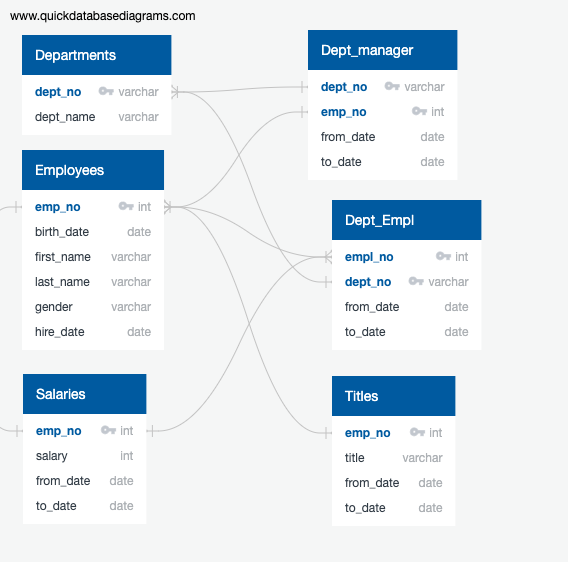 www.quickdatabasediagrams.com
Departments
dept_no varchar
dept_name varchar
Employees
emp_no int
birth_date date
first_name varchar
last_name varchar
gender varchar
hire_date date
Salaries
emp_no int
salary int
from_date date
to_date date
Dept_manager
dept_no varchar
emp_no int
from_date date
to_date date
Dept_Empl
empl_no int
dept_no varchar
from_date date
to_date date
Titles
emp_no int
title varchar
from_date date
to_date date